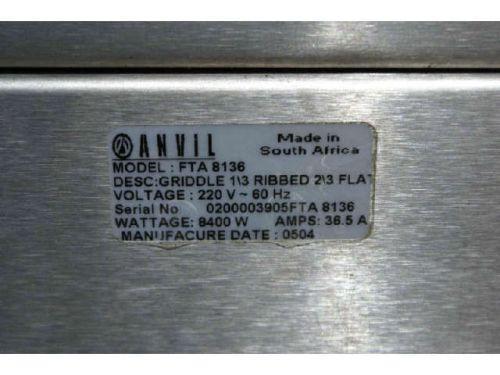 ANVIL
Made in
South Africa
MODEL : FTA 8136
DESC:GRIDDLE 1\3 RIBBED 2\3 FLAT
VOLTAGE : 220 V ~ 60 Hz
Serial No 0200003905FTA 8136
WATTAGE: 8400 W AMPS: 36.5 A
MANUFACURE DATE : 0504